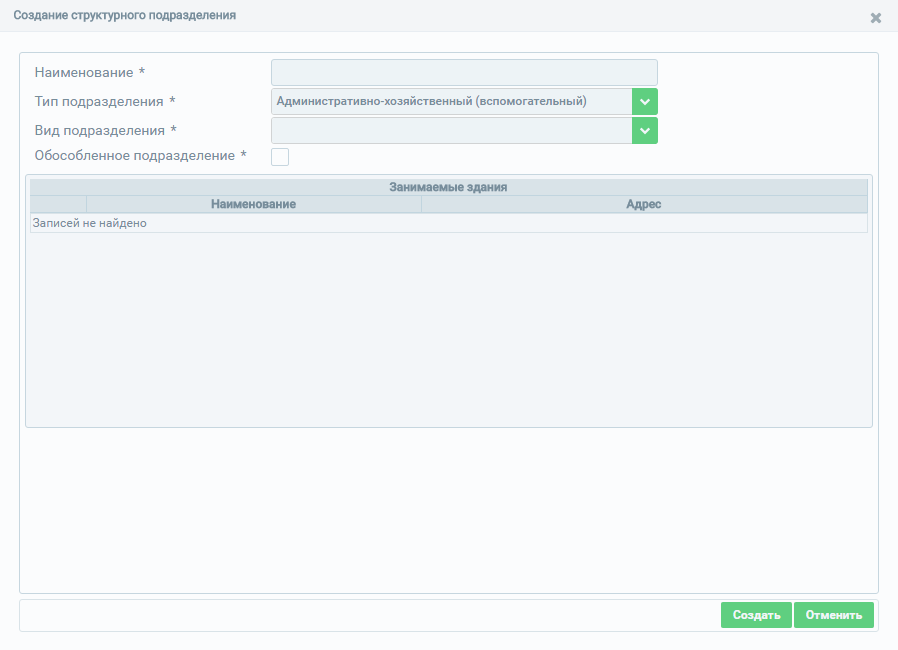 Создание структурного подразделения
Наименование *
Тип подразделения * Административно-хозяйственный (вспомогательный)
Вид подразделения *
Обособленное подразделение *
Занимаемые здания
Наименование Адрес
Записей не найдено
Создать Отменить